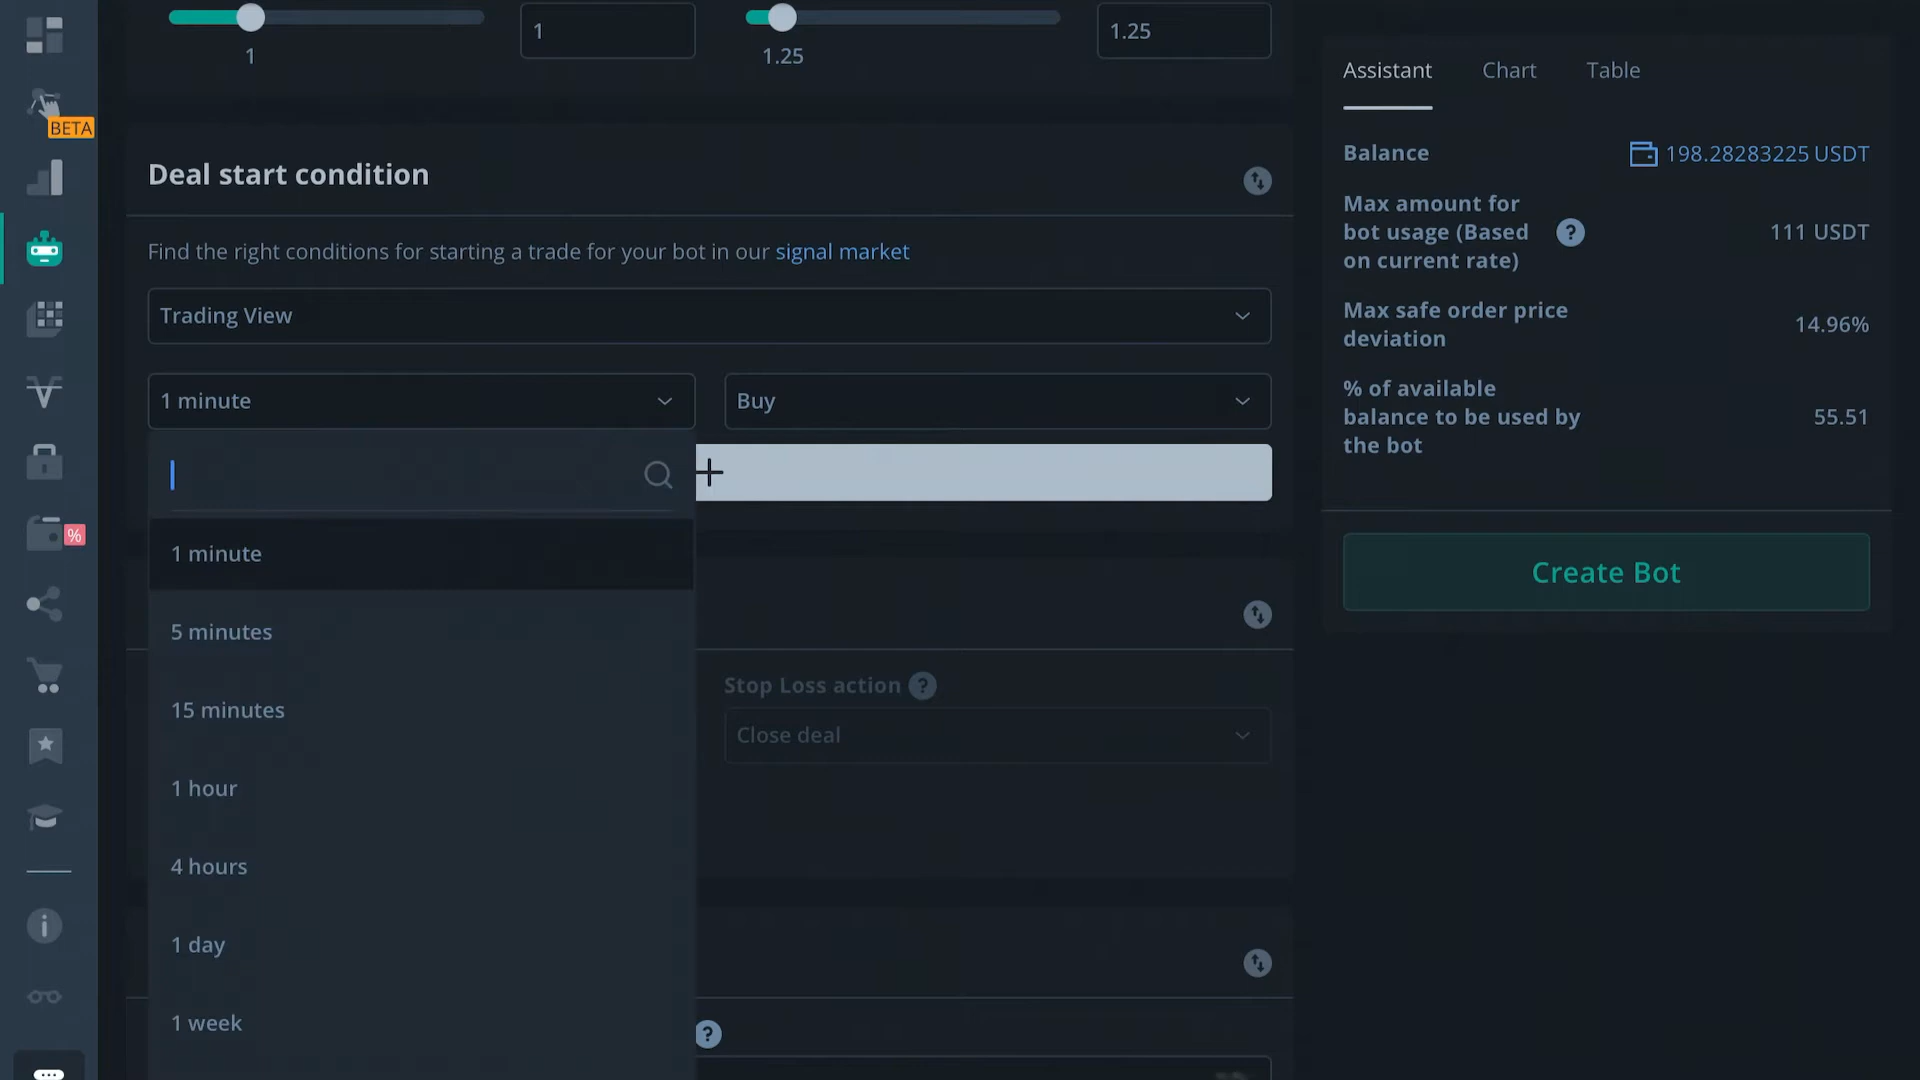 1
1
1.25
1.25
BETA
Deal start condition
Find the right conditions for starting a trade for your bot in our signal market
Trading View
1 minute
Buy
+
1 minute
5 minutes
15 minutes
1 hour
4 hours
1 day
1 week
%
Stop Loss action ?
Close deal
?
Assistant
Chart
Table
Balance
198.28283225 USDT
Max amount for
bot usage (Based
on current rate)
?
111 USDT
Max safe order price
deviation
14.96%
% of available
balance to be used by
the bot
55.51
Create Bot